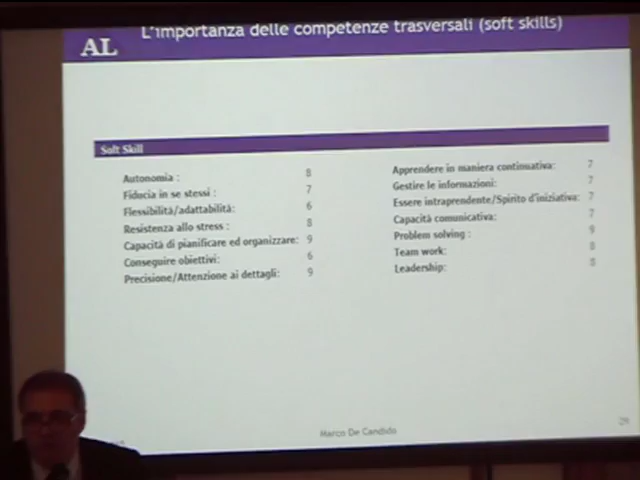 L'importanza delle competenze trasversali (soft skills)
AL
Soft Skill
Autonomia : 8
Fiducia in se stessi : 7
Flessibilità/adattabilità: 6
Resistenza allo stress : 8
Capacità di pianificare ed organizzare: 9
Conseguire obiettivi: 6
Precisione/Attenzione ai dettagli: 9
Apprendere in maniera continuativa: 7
Gestire le informazioni: 7
Essere intraprendente/Spirito d'iniziativa: 7
Capacità comunicativa: 7
Problem solving : 9
Team work: 8
Leadership: 8
Marco De Candido